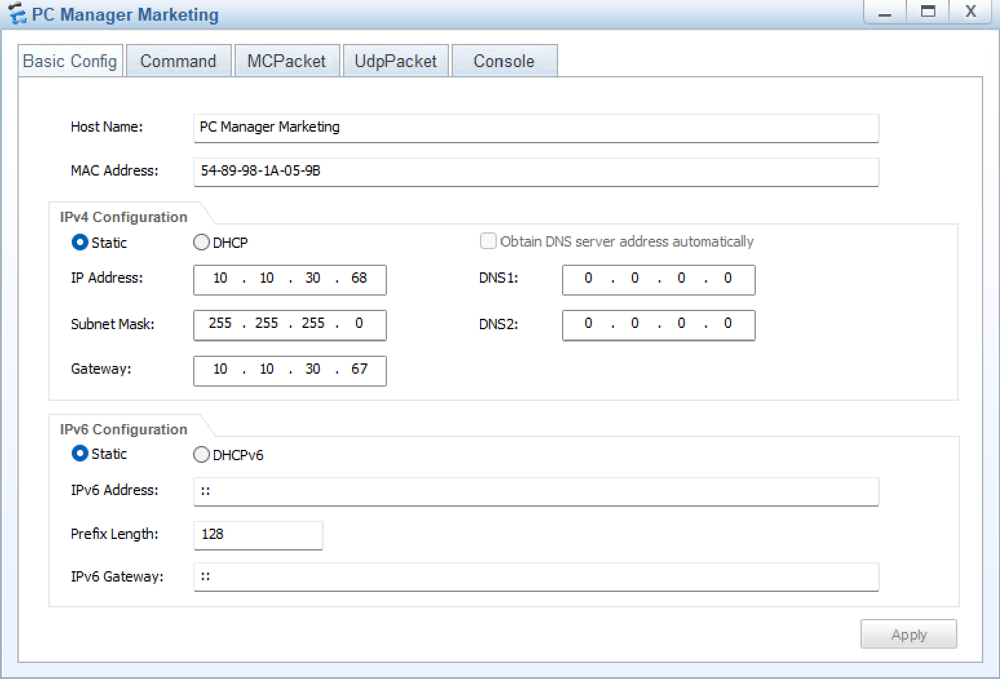 PC Manager Marketing
X
Basic Config Command MCPacket UdpPacket Console
Host Name: PC Manager Marketing
MAC Address: 54-89-98-1A-05-9B
IPv4 Configuration
Static DHCP Obtain DNS server address automatically
IP Address: 10 . 10 . 30 . 68 DNS1: 0 . 0 . 0 . 0
Subnet Mask: 255 . 255 . 255 . 0 DNS2: 0 . 0 . 0 . 0
Gateway: 10 . 10 . 30 . 67
IPv6 Configuration
Static DHCPv6
IPv6 Address: ::
Prefix Length: 128
IPv6 Gateway: ::
Apply